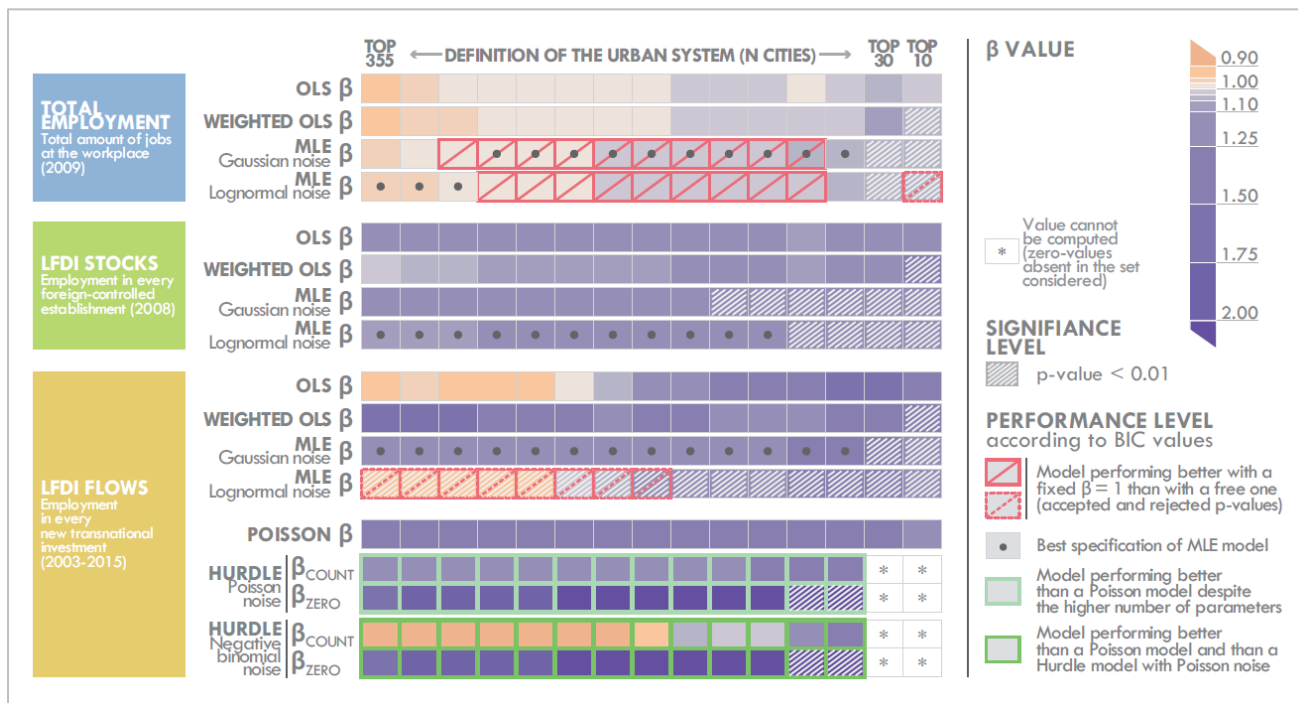 TOP
355
DEFINITION OF THE URBAN SYSTEM (N CITIES)
TOP
30
TOP
10
TOTAL
EMPLOYMENT
Total amount of jobs
at the workplace
(2009)
OLS β
WEIGHTED OLS β
MLE
Gaussian noise β
MLE
Lognormal noise β
LFDI STOCKS
Employment in every
foreign-controlled
establishment (2008)
OLS β
WEIGHTED OLS β
MLE
Gaussian noise β
MLE
Lognormal noise β
LFDI FLOWS
Employment
in every
new transnational
investment
(2003-2015)
OLS β
WEIGHTED OLS β
MLE
Gaussian noise β
MLE
Lognormal noise β
POISSON β
HURDLE
Poisson
noise
βCOUNT
* *
βZERO
* *
HURDLE
Negative
binomial
noise
βCOUNT
* *
βZERO
* *
β VALUE
0.90
1.00
1.10
1.25
1.50
1.75
2.00
*
Value cannot
be computed
(zero-values
absent in the set
considered)
SIGNIFIANCE
LEVEL
p-value < 0.01
PERFORMANCE LEVEL
according to BIC values
Model performing better with a
fixed β = 1 than with a free one
(accepted and rejected p-values)
Best specification of MLE model
Model performing better
than a Poisson model despite
the higher number of parameters
Model performing better
than a Poisson model and than a
Hurdle model with Poisson noise